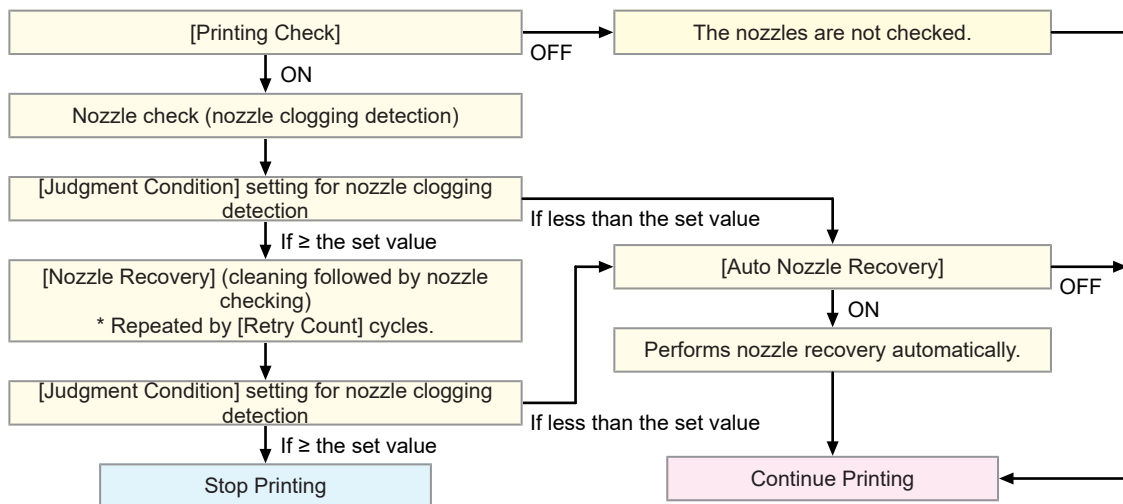 [Printing Check]
OFF
The nozzles are not checked.
ON
Nozzle check (nozzle clogging detection)
[Judgment Condition] setting for nozzle clogging
detection
If less than the set value
If ≥ the set value
[Nozzle Recovery] (cleaning followed by nozzle
checking)
* Repeated by [Retry Count] cycles.
[Auto Nozzle Recovery]
OFF
ON
Performs nozzle recovery automatically.
[Judgment Condition] setting for nozzle clogging
detection
If less than the set value
If ≥ the set value
Stop Printing
Continue Printing